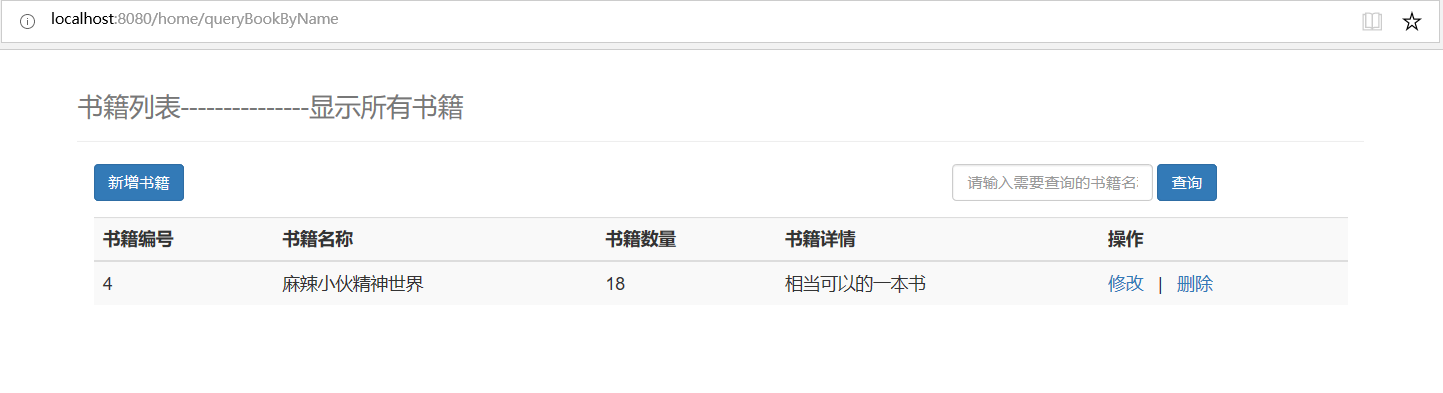 localhost:8080/home/queryBookByName
书籍列表---------------显示所有书籍
新增书籍 请输入需要查询的书籍名 查询
书籍编号 书籍名称 书籍数量 书籍详情 操作
4 麻辣小伙精神世界 18 相当可以的一本书 修改 | 删除